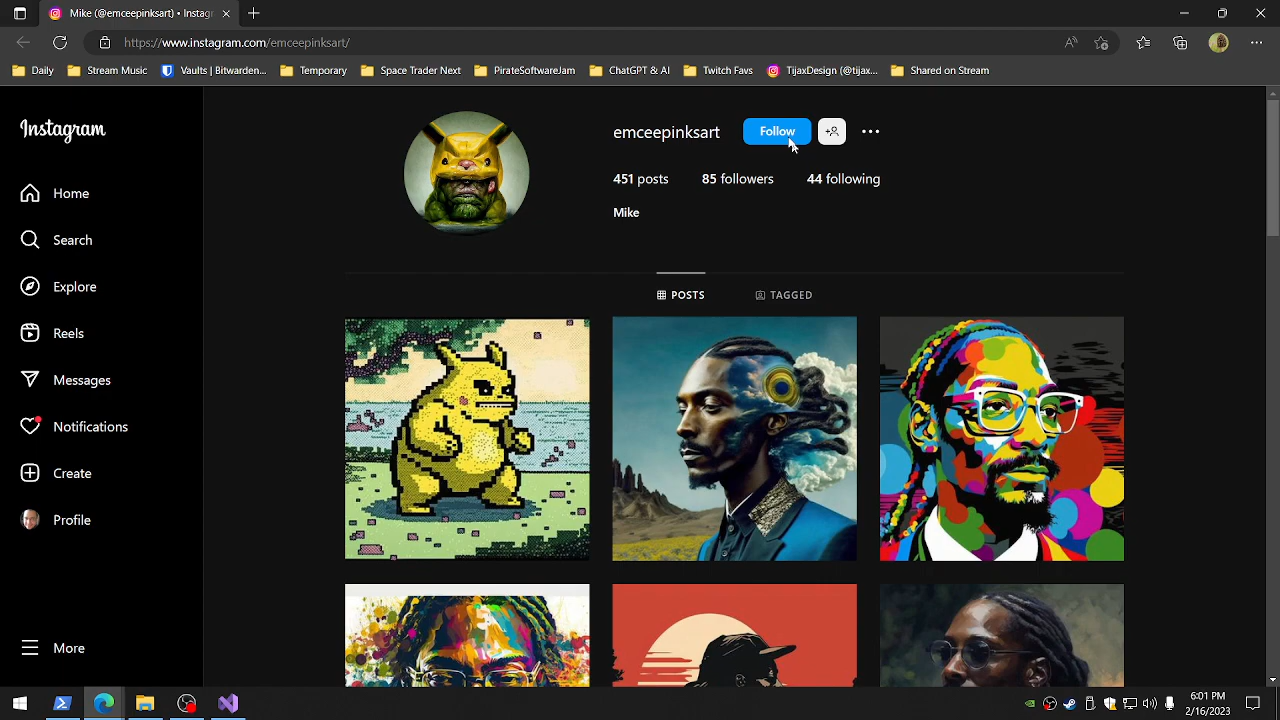 Mike (@emceepinksart) • Instagr
https://www.instagram.com/emceepinksart/
Daily
Stream Music
Vaults | Bitwarden...
Temporary
Space Trader Next
PirateSoftwareJam
ChatGPT & AI
Twitch Favs
TijaxDesign (@tijax...
Shared on Stream
Instagram
Home
Search
Explore
Reels
Messages
Notifications
Create
Profile
More
emceepinksart
Follow
451 posts
85 followers
44 following
Mike
POSTS
TAGGED
6:01 PM
2/16/2023